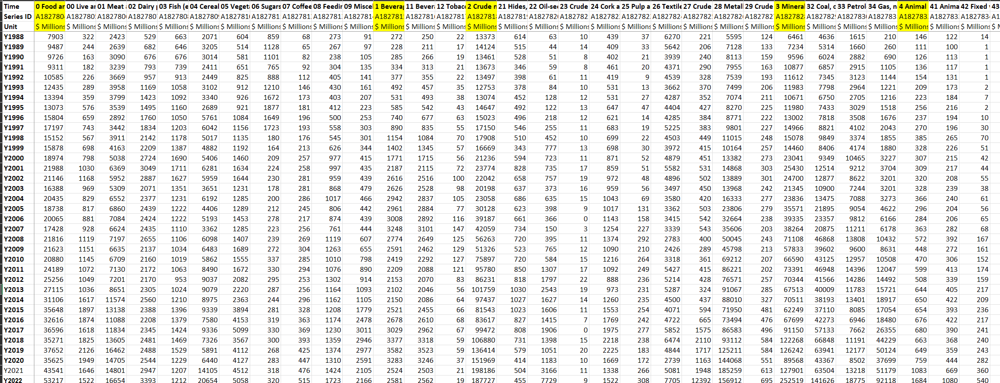 Time 0 Food ar 00 Live ar 01 Meat 02 Dairy 03 Fish (e 04 Cereal 05 Veget 06 Sugars 07 Coffee 08 Feedir 09 Miscel 1 Beverag 11 Bever 12 Tobac 2 Crude n 21 Hides, 22 Oil-see 23 Crude 24 Cork a 25 Pulp a 26 Textile 27 Crude 28 Metall 29 Crude 3 Mineral 32 Coal, c 33 Petrol 34 Gas, n 4 Animal 41 Anima 42 Fixed 43
Series ID A1827804 A182780 A182780 A182780 A182780 A182780 A182781 A182781 A182781 A182781 A182781 A182781 A182781 A182781 A182781 A182781 A182782 A182782 A182782 A182782 A182782 A182782 A182782 A182782 A182782 A182782 A182783 A182783 A182783 A182783 A182783 A1
Unit $ Millions $ Millions $ Millions $ Millions $ Millions $ Millions $ Millions $ Millions $ Millions $ Millions $ Millions $ Millions $ Millions $ Millions $ Millions $ Millions $ Millions $ Millions $ Millions $ Millions $ Millions $ Millions $ Millions $ Millions $ Millions $ Millions $ Millions $ Millions $ Millions $ Millions $ Millions $ M
Y1988 7903 322 2423 529 663 2071 604 859 68 273 91 272 250 22 13373 614 63 10 439 37 6270 221 5595 124 6461 4636 1615 210 146 122 14
Y1989 9487 244 2639 682 646 3205 514 1128 65 267 97 228 211 17 14124 515 44 14 409 33 5642 206 7128 133 7234 5314 1660 260 111 100 1
Y1990 9726 163 3090 676 676 3014 581 1101 82 238 105 285 266 19 13461 528 51 8 402 21 3939 240 8113 159 9596 6024 2882 690 126 113 1
Y1991 9311 182 3239 793 739 2411 651 765 92 304 135 334 313 21 13673 346 59 8 461 20 4371 290 7955 163 10877 6857 2915 1105 136 117 1
Y1992 10585 226 3669 957 913 2449 825 888 112 405 141 377 355 22 13497 398 61 11 419 9 4539 328 7539 193 11612 7345 3123 1144 154 131 1
Y1993 12435 289 3958 1169 1058 3102 912 1210 146 430 161 492 457 35 12753 378 84 10 531 13 3662 370 7499 206 11983 7798 2964 1221 209 173 2
Y1994 13394 359 3799 1423 1092 3340 926 1672 173 403 207 531 493 38 13074 452 128 12 531 27 4287 352 7074 211 10671 6750 2705 1216 223 184 7
Y1995 13073 576 3539 1495 1160 2689 921 1877 181 412 223 585 542 43 14647 492 122 13 647 47 4404 427 8270 225 11980 7433 3029 1518 256 216 2
Y1996 15804 659 2892 1760 1050 5761 1084 1649 196 500 253 740 677 63 15023 496 218 12 621 14 4285 384 8771 222 13002 7818 3508 1676 237 194 10
Y1997 17197 743 3442 1834 1203 6042 1156 1723 193 558 303 890 835 55 17150 546 255 11 683 19 5225 383 9801 227 14966 8821 4102 2043 270 196 30
Y1998 15152 567 3911 2142 1178 5017 1135 180 176 545 301 1154 1084 70 17908 510 452 10 699 22 4503 449 11015 248 15078 9849 3374 1855 385 265 70
Y1999 15878 698 4163 2209 1387 4882 1192 164 213 626 344 1402 1345 57 16669 343 777 13 698 30 3972 415 10164 257 14460 8406 4174 1880 328 226 51
Y2000 18974 798 5038 2724 1690 5406 1460 209 257 977 415 1771 1715 56 21236 594 723 11 871 52 4879 451 13382 273 23041 9349 10465 3227 307 215 42
Y2001 21988 1030 6369 3049 1711 6281 1634 224 258 997 435 2187 2115 72 23774 828 735 17 859 51 5582 531 14868 303 25430 12514 9212 3704 309 217 44
Y2002 21146 1168 5952 2887 1627 5959 1644 230 281 959 439 2616 2516 100 22042 658 757 19 972 48 4896 502 13889 301 24700 12877 8622 3201 320 208 55
Y2003 16388 969 5309 2071 1351 3651 1231 178 281 868 479 2626 2528 98 20198 637 373 16 959 56 3497 450 13968 242 21345 10900 7244 3201 328 239 38
Y2004 20435 829 6552 2377 1231 6192 1285 200 286 1017 466 2942 2837 105 23058 686 635 15 1043 69 3580 420 16333 277 23836 13475 7088 3273 366 240 61
Y2005 18738 817 6860 2439 1222 4406 1289 212 245 806 442 2961 2884 77 30128 623 398 9 1017 131 3362 503 23806 279 35571 21895 9054 4622 296 204 56
Y2006 20065 881 7084 2424 1222 5193 1453 278 217 874 439 3008 2892 116 39187 661 366 0 1143 158 3415 542 32664 238 39335 23357 9812 6166 284 206 65
Y2007 17428 928 6624 2435 1110 3362 1285 223 256 761 444 3248 3101 147 42059 734 150 3 1254 227 3339 543 35606 203 38264 20875 11211 6178 363 282 68
Y2008 21816 1119 7197 2655 1106 6098 1407 239 269 1119 607 2774 2649 125 56263 720 395 11 1374 292 2783 400 50045 243 71108 46868 13808 10432 572 392 167
Y2009 21623 1151 6635 2137 1034 6483 1689 272 304 1263 655 2591 2462 129 51326 523 765 12 1090 210 2426 289 45798 213 57833 39602 9600 8631 448 272 161
Y2010 20880 1145 6709 2160 1019 5862 1555 337 285 1010 798 2419 2292 127 75897 720 584 15 1216 264 3318 361 69212 207 66590 43125 12957 10508 470 306 152
Y2011 24189 1072 7130 2172 1063 8490 1672 330 294 1076 890 2209 2088 121 95780 850 1307 17 1092 249 5427 415 86221 202 73391 46948 14396 12047 599 413 174
Y2012 25256 1049 7201 2170 953 9037 2082 295 253 1302 914 2153 2070 83 86231 818 1797 22 888 236 5214 428 76571 257 70344 41566 14286 14492 508 339 159
Y2013 27115 1036 8651 2305 1024 9079 2220 287 256 1164 1093 2102 2046 56 101759 1030 2543 19 973 231 5287 324 91067 285 67513 40009 11783 15721 644 405 217
Y2014 31106 1617 11574 2560 1210 8975 2363 244 296 1162 1105 2150 2086 64 97437 1027 1627 14 1260 235 4500 437 88010 327 70511 38193 13401 18917 650 422 209
Y2015 35648 1897 13138 2388 1396 9339 3894 281 328 1208 1779 2521 2455 66 81543 1023 1606 11 1553 254 4071 594 71950 481 62249 37110 8085 17054 654 393 236
Y2016 32616 1874 11088 2208 1379 7580 4153 319 363 1174 2478 2678 2610 68 83617 827 1415 7 1769 242 4722 665 73494 476 67699 42273 6946 18480 676 422 217
Y2017 36596 1618 11834 2345 1424 9336 5099 330 369 1230 3011 3029 2962 67 99472 808 1906 0 1975 277 5852 1575 86583 496 91150 57133 7662 26355 680 390 241
Y2018 35271 1825 13605 2481 1469 7326 3567 300 393 1359 2946 3377 3318 59 106880 731 1398 15 2218 238 6474 2110 93112 584 122268 66848 11191 44229 663 368 240
Y2019 37652 2126 16462 2488 1529 5891 4112 268 425 1374 2977 3582 3523 59 136414 579 1051 20 2225 183 4844 1717 125211 584 126242 63941 12177 50124 649 359 243
Y2020 35625 1949 14705 2544 1229 6440 4127 283 447 1310 2591 3283 3246 37 151969 414 1183 10 1669 172 2739 1163 144068 551 89568 43367 8502 37699 759 444 282
Y2021 43541 1646 14801 2947 1207 14105 4512 318 476 1424 2105 2524 2503 21 198186 504 3166 11 1338 266 5081 1948 185259 613 127901 63504 13218 51179 1083 669 360
Y2022 53217 1522 16654 3393 1212 20654 5058 320 515 1723 2166 2581 2562 19 187727 455 7729 9 1522 308 7705 12392 156912 695 252519 141626 18775 92118 1684 1080 540